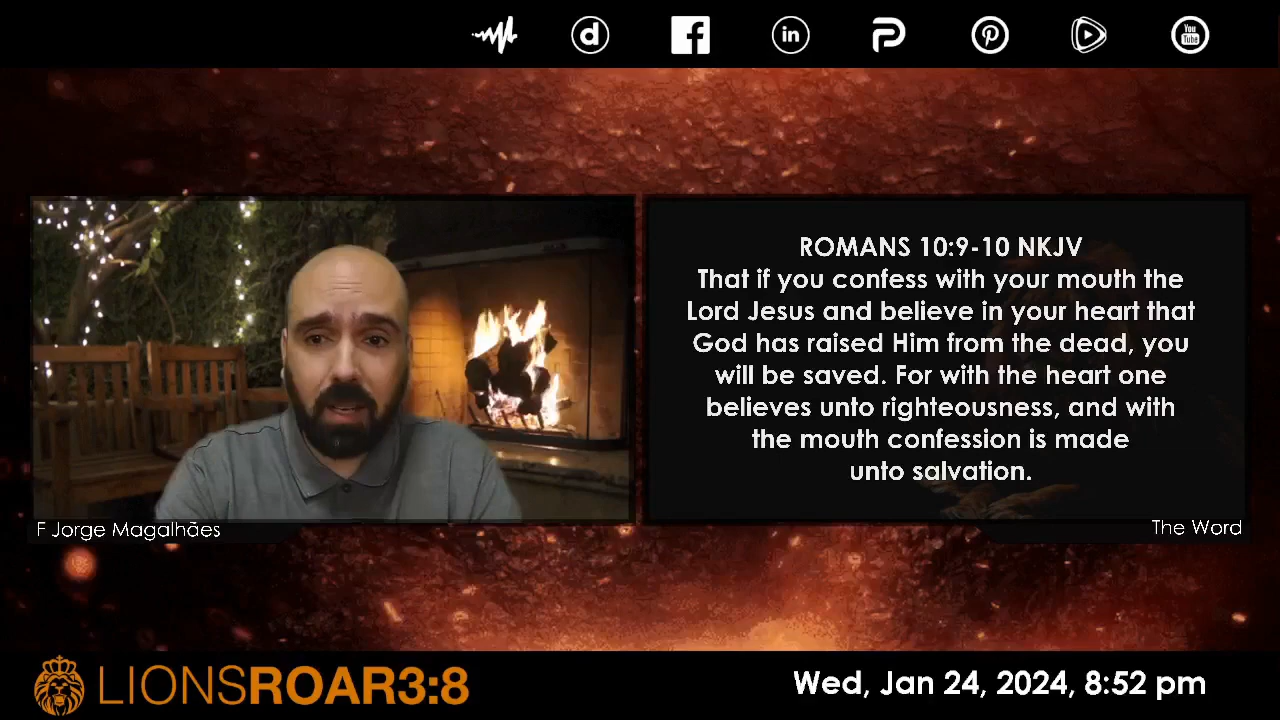 d
f
in
P
You
Tube
ROMANS 10:9-10 NKJV
That if you confess with your mouth the
Lord Jesus and believe in your heart that
God has raised Him from the dead, you
will be saved. For with the heart one
believes unto righteousness, and with
the mouth confession is made
unto salvation.
F Jorge Magalhães
The Word
LIONSROAR3:8
Wed, Jan 24, 2024, 8:52 pm